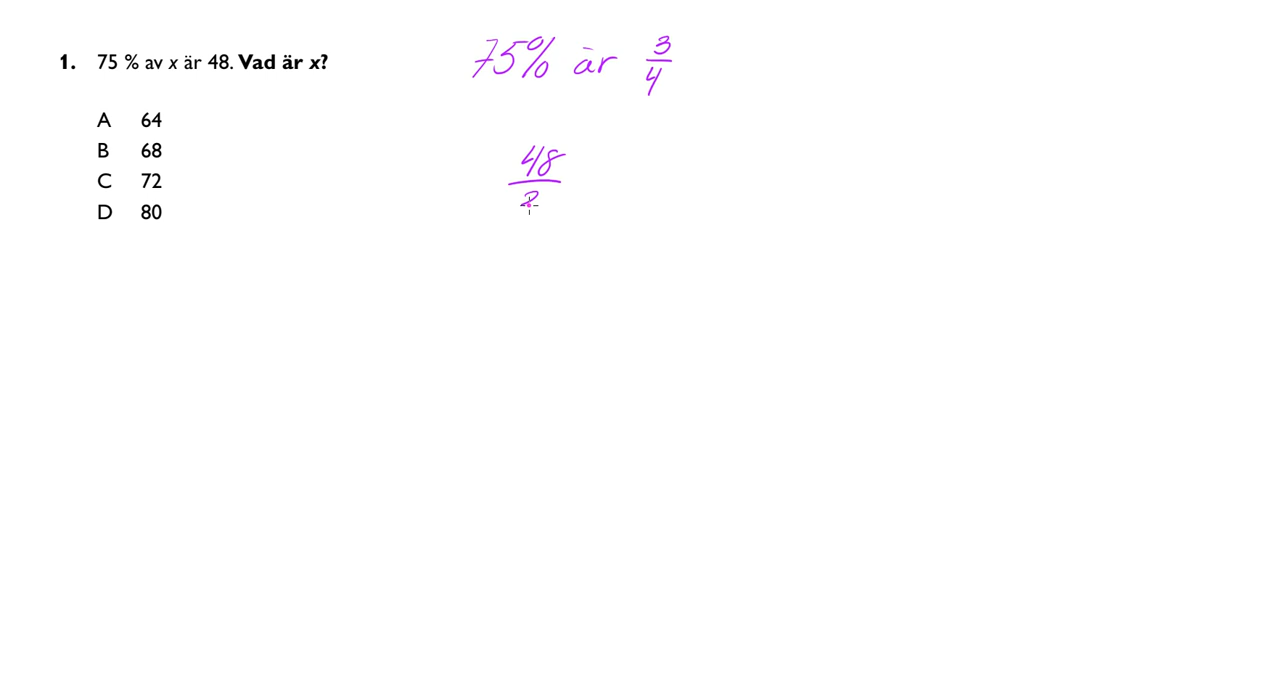 1. 75 % av x är 48. Vad är x?
75% är 3/4
A 64
B 68
C 72
D 80
48